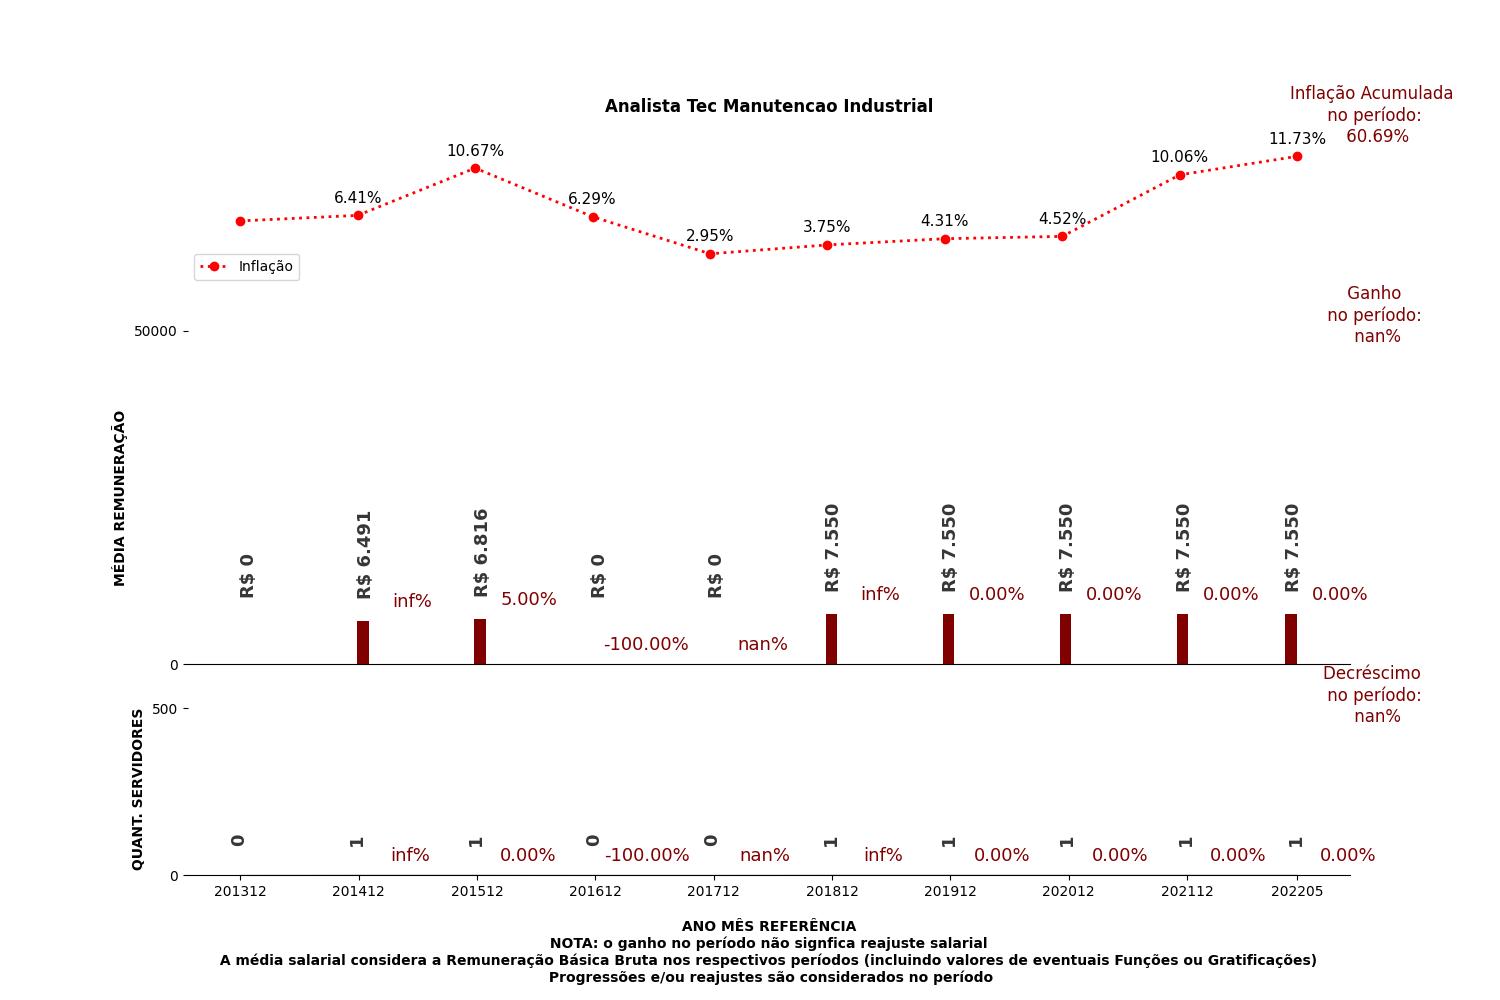 Analista Tec Manutencao Industrial
Inflação Acumulada
no período:
60.69%
6.41%
10.67%
6.29%
2.95%
3.75%
4.31%
4.52%
10.06%
11.73%
Inflação
Ganho
no período:
nan%
MÉDIA REMUNERAÇÃO
50000
0
R$ 0
R$ 6.491
R$ 6.816
R$ 0
R$ 0
R$ 7.550
R$ 7.550
R$ 7.550
R$ 7.550
R$ 7.550
inf%
5.00%
-100.00%
nan%
inf%
0.00%
0.00%
0.00%
0.00%
Decréscimo
no período:
nan%
QUANT. SERVIDORES
500
0
0
1
1
0
0
1
1
1
1
1
inf%
0.00%
-100.00%
nan%
inf%
0.00%
0.00%
0.00%
0.00%
201312
201412
201512
201612
201712
201812
201912
202012
202112
202205
ANO MÊS REFERÊNCIA
NOTA: o ganho no período não signfica reajuste salarial
A média salarial considera a Remuneração Básica Bruta nos respectivos períodos (incluindo valores de eventuais Funções ou Gratificações)
Progressões e/ou reajustes são considerados no período